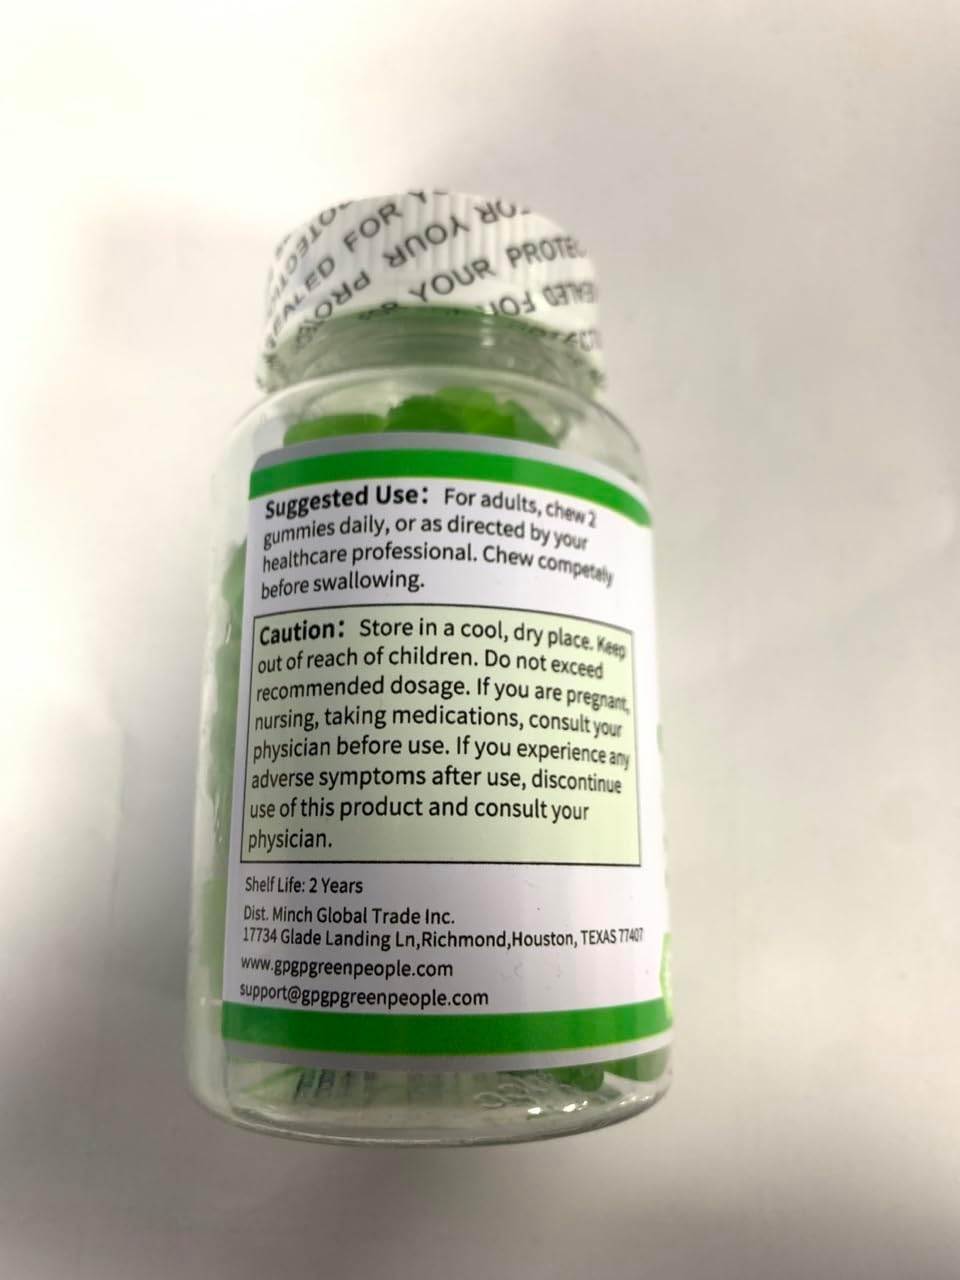 SEALED FOR Y
YOUR PROTEC
Suggested Use: For adults, chew 2
gummies daily, or as directed by your
healthcare professional. Chew competely
before swallowing.
Caution: Store in a cool, dry place. Keep
out of reach of children. Do not exceed
recommended dosage. If you are pregnant,
nursing, taking medications, consult your
physician before use. If you experience any
adverse symptoms after use, discontinue
use of this product and consult your
physician.
Shelf Life: 2 Years
Dist. Minch Global Trade Inc.
17734 Glade Landing Ln,Richmond,Houston, TEXAS 77407
www.gpgpgreenpeople.com
support@gpgpgreenpeople.com